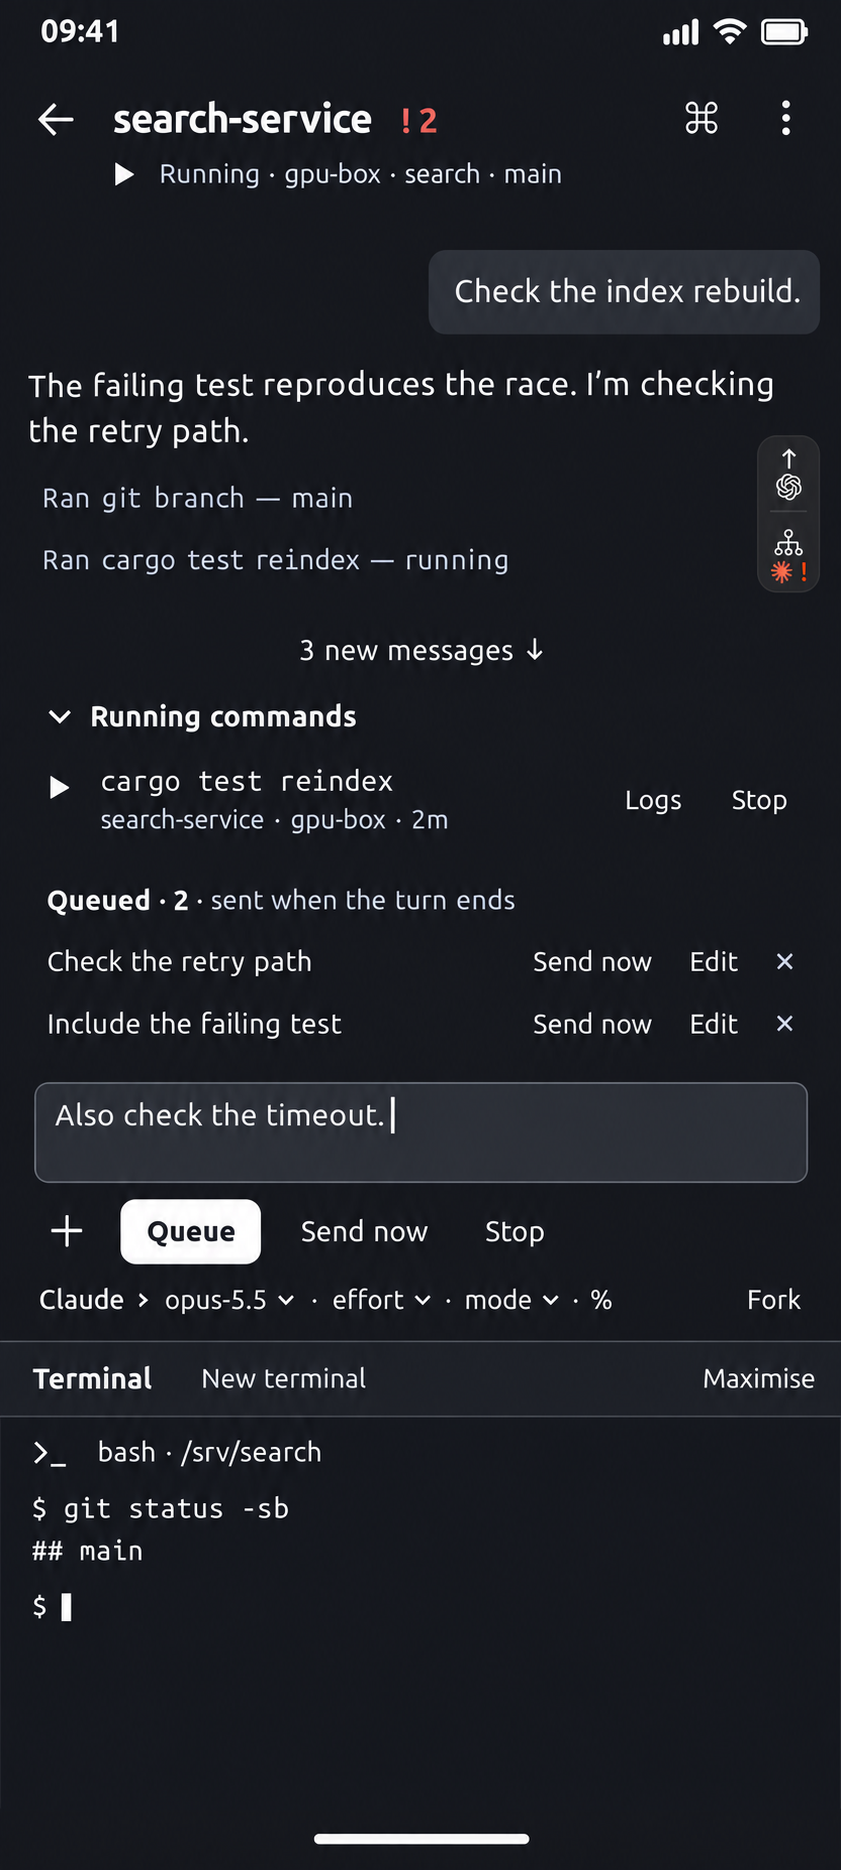 09:41
search-service ! 2
Running · gpu-box · search · main
Check the index rebuild.
The failing test reproduces the race. I’m checking
the retry path.
Ran git branch — main
Ran cargo test reindex — running
!
3 new messages ↓
Running commands
cargo test reindex
search-service · gpu-box · 2m
Logs Stop
Queued · 2 · sent when the turn ends
Check the retry path Send now Edit ×
Include the failing test Send now Edit ×
Also check the timeout.
+ Queue Send now Stop
Claude > opus-5.5 · effort · mode · % Fork
Terminal New terminal Maximise
>_ bash · /srv/search
$ git status -sb
## main
$